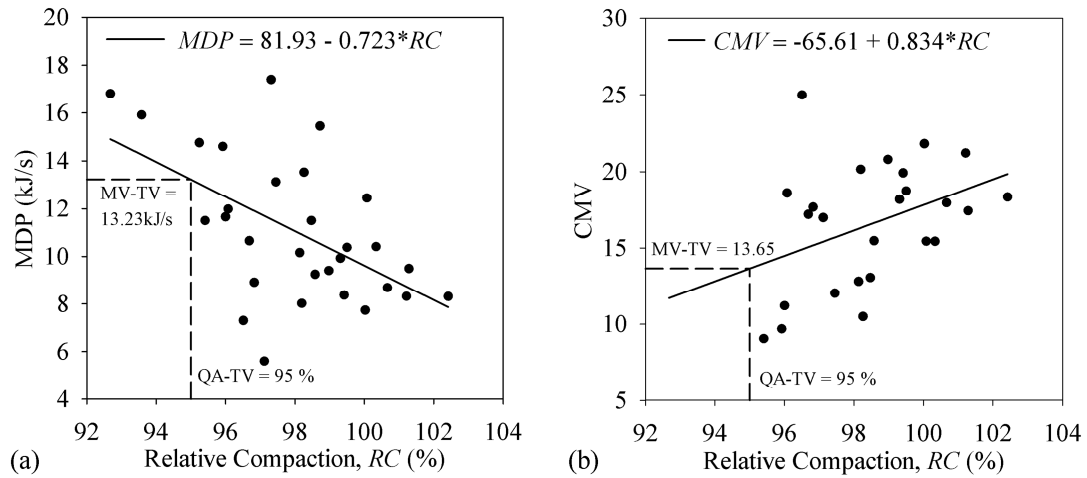 20
18
16
14
12
10
8
6
4
MDP (kJ/s)
MDP = 81.93 - 0.723*RC
MV-TV =
13.23kJ/s
QA-TV = 95 %
92 94 96 98 100 102 104
(a) Relative Compaction, RC (%)
30
25
20
15
10
5
CMV
CMV = -65.61 + 0.834*RC
MV-TV = 13.65
QA-TV = 95 %
92 94 96 98 100 102 104
(b) Relative Compaction, RC (%)